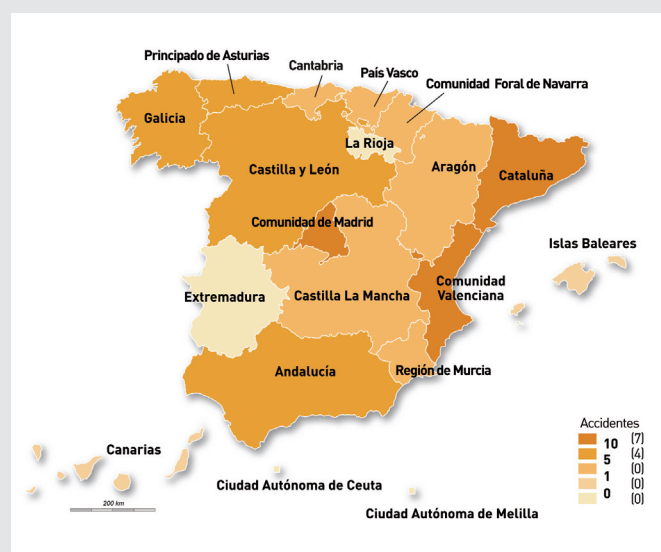 Principado de Asturias
Cantabria
País Vasco
Comunidad Foral de Navarra
Galicia
La Rioja
Castilla y León
Aragón
Cataluña
Comunidad de Madrid
Islas Baleares
Extremadura
Castilla La Mancha
Comunidad
Valenciana
Andalucía
Región de Murcia
Canarias
Ciudad Autónoma de Ceuta
Ciudad Autónoma de Melilla
200 km
Accidentes
10 (7)
5 (4)
1 (0)
0 (0)
(0)